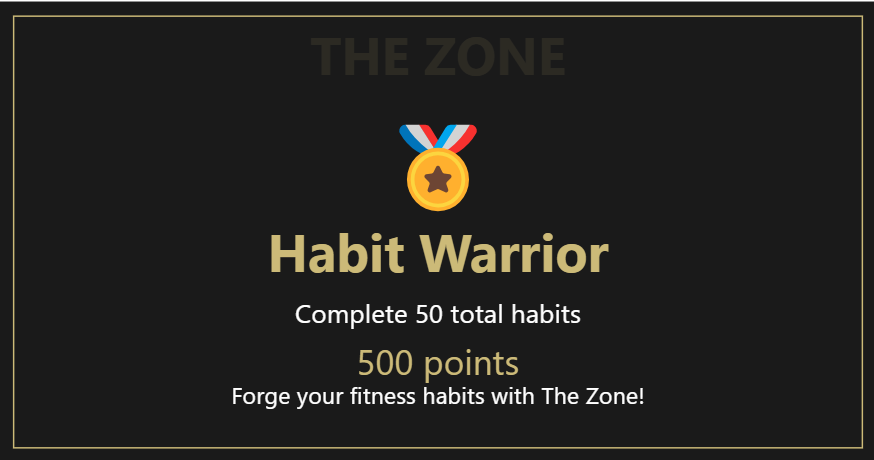 THE ZONE
Habit Warrior
Complete 50 total habits
500 points
Forge your fitness habits with The Zone!